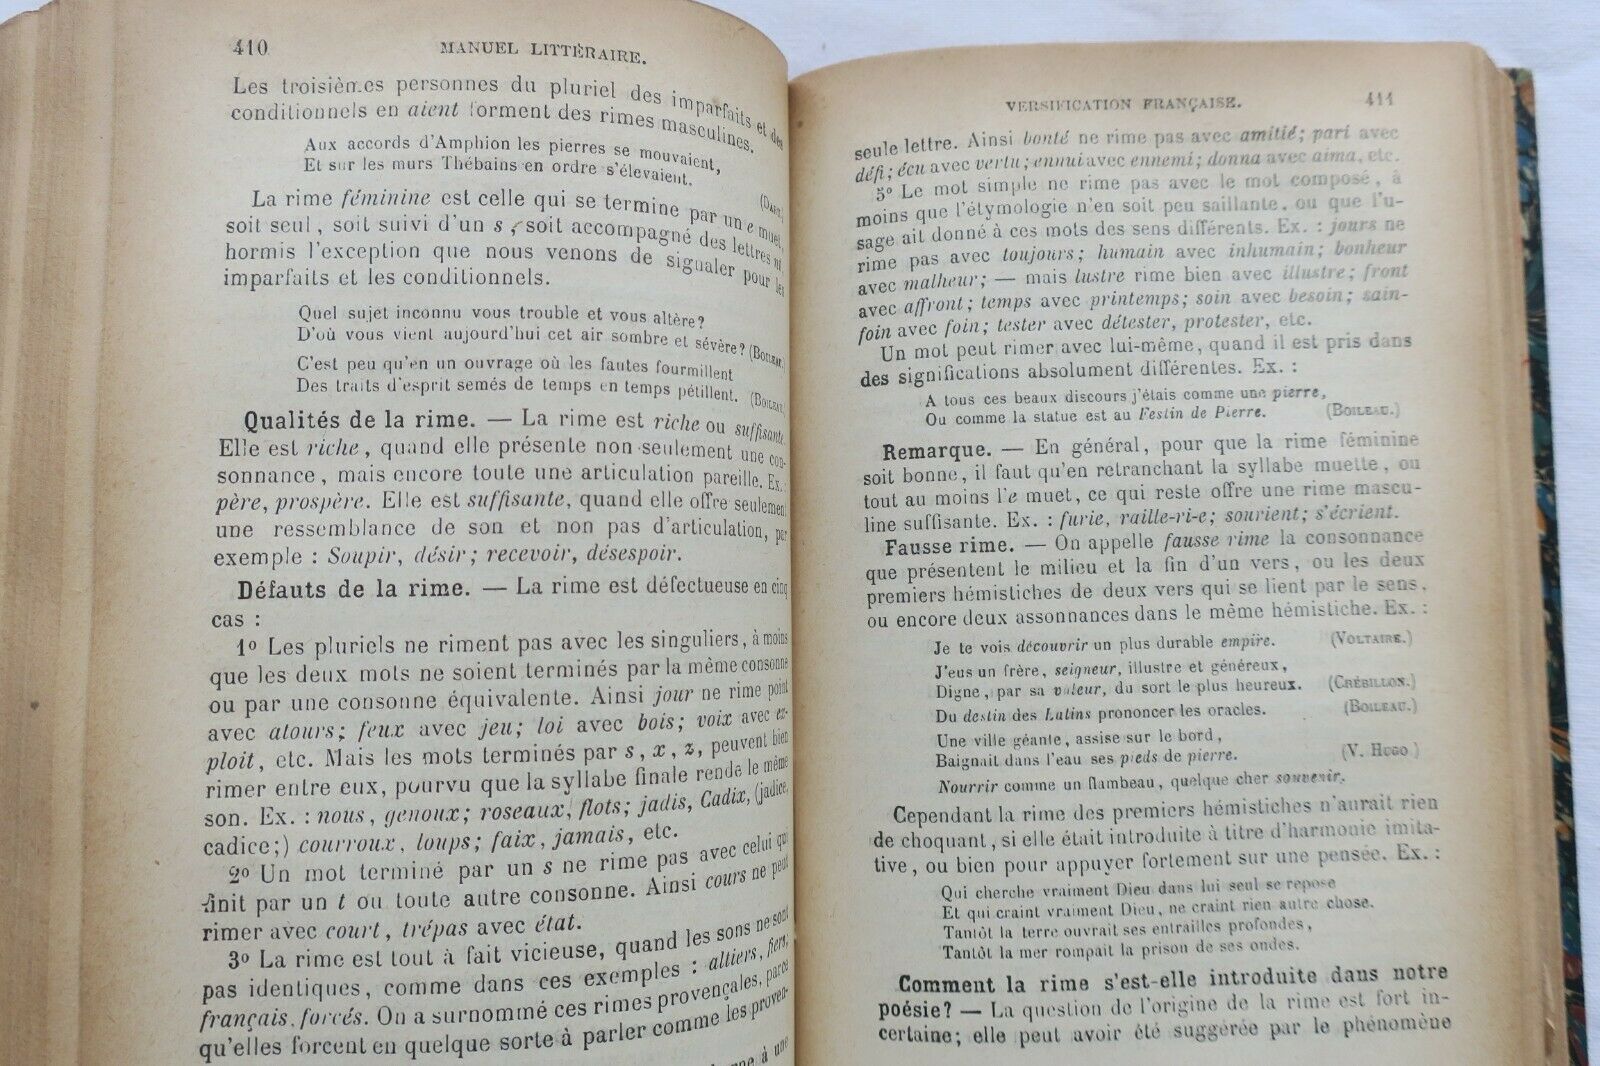 410 MANUEL LITTÉRAIRE.
Les troisièmes personnes du pluriel des imparfaits et des
conditionnels en aient forment des rimes masculines.
Aux accords d'Amphion les pierres se mouvaient,
Et sur les murs Thébains en ordre s'élevaient.
La rime féminine est celle qui se termine par un e muet,
soit seul, soit suivi d'un s, soit accompagné des lettres nt,
hormis l'exception que nous venons de signaler pour les
imparfaits et les conditionnels.
Quel sujet inconnu vous trouble et vous altère?
D'où vous vient aujourd'hui cet air sombre et sévère? (BOILEAU.)
C'est peu qu'en un ouvrage où les fautes fourmillent
Des traits d'esprit semés de temps en temps pétillent. (BOILEAU.)
Qualités de la rime. — La rime est riche ou suffisante.
Elle est riche, quand elle présente non seulement une con-
sonnance, mais encore toute une articulation pareille. Ex.:
père, prospère. Elle est suffisante, quand elle offre seulement
une ressemblance de son et non pas d'articulation, par
exemple : Soupir, désir; recevoir, désespoir.
Défauts de la rime. — La rime est défectueuse en cinq
cas :
1º Les pluriels ne riment pas avec les singuliers, à moins
que les deux mots ne soient terminés par la même consonne
ou par une consonne équivalente. Ainsi jour ne rime point
avec atours; feux avec jeu; loi avec bois; voix avec ex-
ploit, etc. Mais les mots terminés par s, x, z, peuvent bien
rimer entre eux, pourvu que la syllabe finale rende le même
son. Ex. : nous, genoux; roseaux, flots; jadis, Cadix, (jadice,
cadice;) courroux, loups; faix, jamais, etc.
2º Un mot terminé par un s ne rime pas avec celui qui
finit par un t ou toute autre consonne. Ainsi cours ne peut
rimer avec court, trépas avec état.
3º La rime est tout à fait vicieuse, quand les sons ne sont
pas identiques, comme dans ces exemples : altiers, fiers;
français, forcés. On a surnommé ces rimes provençales, parce
qu'elles forcent en quelque sorte à parler comme les proven-
à une
VERSIFICATION FRANÇAISE. 411
seule lettre. Ainsi bonté ne rime pas avec amitié; pari avec
défi; écu avec vertu; ennui avec ennemi; donna avec aima, etc.
5º Le mot simple ne rime pas avec le mot composé, à
moins que l'étymologie n'en soit peu saillante, ou que l'u-
sage ait donné à ces mots des sens différents. Ex. : jours ne
rime pas avec toujours; humain avec inhumain; bonheur
avec malheur; — mais lustre rime bien avec illustre; front
avec affront; temps avec printemps; soin avec besoin; sain-
foin avec foin; tester avec détester, protester, etc.
Un mot peut rimer avec lui-même, quand il est pris dans
des significations absolument différentes. Ex. :
A tous ces beaux discours j'étais comme une pierre,
Ou comme la statue est au Festin de Pierre. (BOILEAU.)
Remarque. — En général, pour que la rime féminine
soit bonne, il faut qu'en retranchant la syllabe muette, ou
tout au moins l'e muet, ce qui reste offre une rime mascu-
line suffisante. Ex. : furie, raille-ri-e; sourient; s'écrient.
Fausse rime. — On appelle fausse rime la consonnance
que présentent le milieu et la fin d'un vers, ou les deux
premiers hémistiches de deux vers qui se lient par le sens,
ou encore deux assonnances dans le même hémistiche. Ex. :
Je te vois découvrir un plus durable empire. (VOLTAIRE.)
J'eus un frère, seigneur, illustre et généreux,
Digne, par sa valeur, du sort le plus heureux. (CRÉBILLON.)
Du destin des Latins prononcer les oracles. (BOILEAU.)
Une ville géante, assise sur le bord,
Baignait dans l'eau ses pieds de pierre. (V. HUGO)
Nourrir comme un flambeau, quelque cher souvenir.
Cependant la rime des premiers hémistiches n'aurait rien
de choquant, si elle était introduite à titre d'harmonie imita-
tive, ou bien pour appuyer fortement sur une pensée. Ex. :
Qui cherche vraiment Dieu dans lui seul se repose
Et qui craint vraiment Dieu, ne craint rien autre chose.
Tantôt la terre ouvrait ses entrailles profondes,
Tantôt la mer rompait la prison de ses ondes.
Comment la rime s'est-elle introduite dans notre
poésie? — La question de l'origine de la rime est fort in-
certaine; elle peut avoir été suggérée par le phénomène